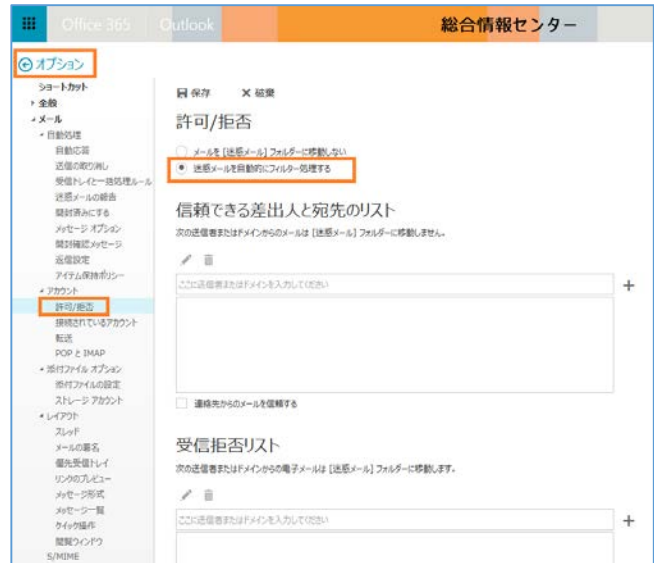 Office 365 Outlook 総合情報センター
オプション
ショートカット
全般
メール
自動処理
自動応答
送信の取り消し
受信トレイと一括処理ルール
迷惑メールの報告
開封済みにする
メッセージ オプション
開封確認メッセージ
返信設定
アイテム保持ポリシー
アカウント
許可/拒否
接続されているアカウント
転送
POP と IMAP
添付ファイル オプション
添付ファイルの設定
ストレージ アカウント
レイアウト
スレッド
メールの署名
優先受信トレイ
リンクのプレビュー
メッセージ形式
メッセージ一覧
クイック操作
閲覧ウィンドウ
S/MIME
保存 ✕ 破棄
許可/拒否
メールを [迷惑メール] フォルダーに移動しない
迷惑メールを自動的にフィルター処理する
信頼できる差出人と宛先のリスト
次の送信者またはドメインからのメールは [迷惑メール] フォルダーに移動しません。
ここに送信者またはドメインを入力してください
連絡先からのメールを信頼する
受信拒否リスト
次の送信者またはドメインからの電子メールは [迷惑メール] フォルダーに移動します。
ここに送信者またはドメインを入力してください